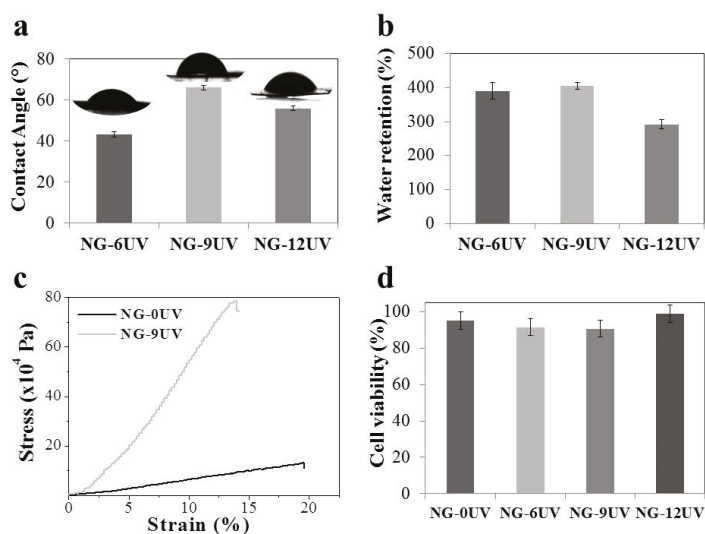 a
Contact Angle (°)
80
60
40
20
0
NG-6UV NG-9UV NG-12UV
b
Water retention (%)
500
400
300
200
100
0
NG-6UV NG-9UV NG-12UV
c
Stress (x10⁴ Pa)
80
60
40
20
0 5 10 15 20
Strain (%)
NG-0UV
NG-9UV
d
Cell viability (%)
100
80
60
40
20
0
NG-0UV NG-6UV NG-9UV NG-12UV